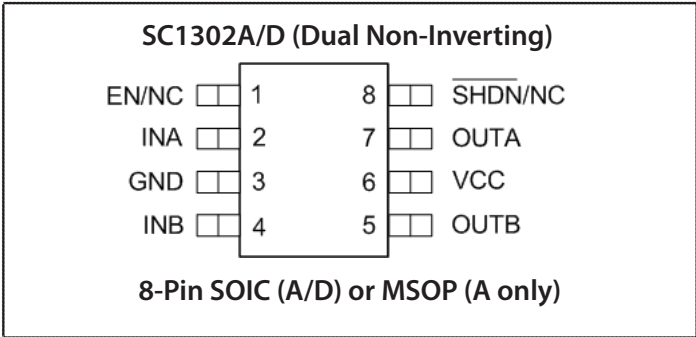 SC1302A/D (Dual Non-Inverting)
EN/NC 1 8 SHDN/NC
INA 2 7 OUTA
GND 3 6 VCC
INB 4 5 OUTB
8-Pin SOIC (A/D) or MSOP (A only)